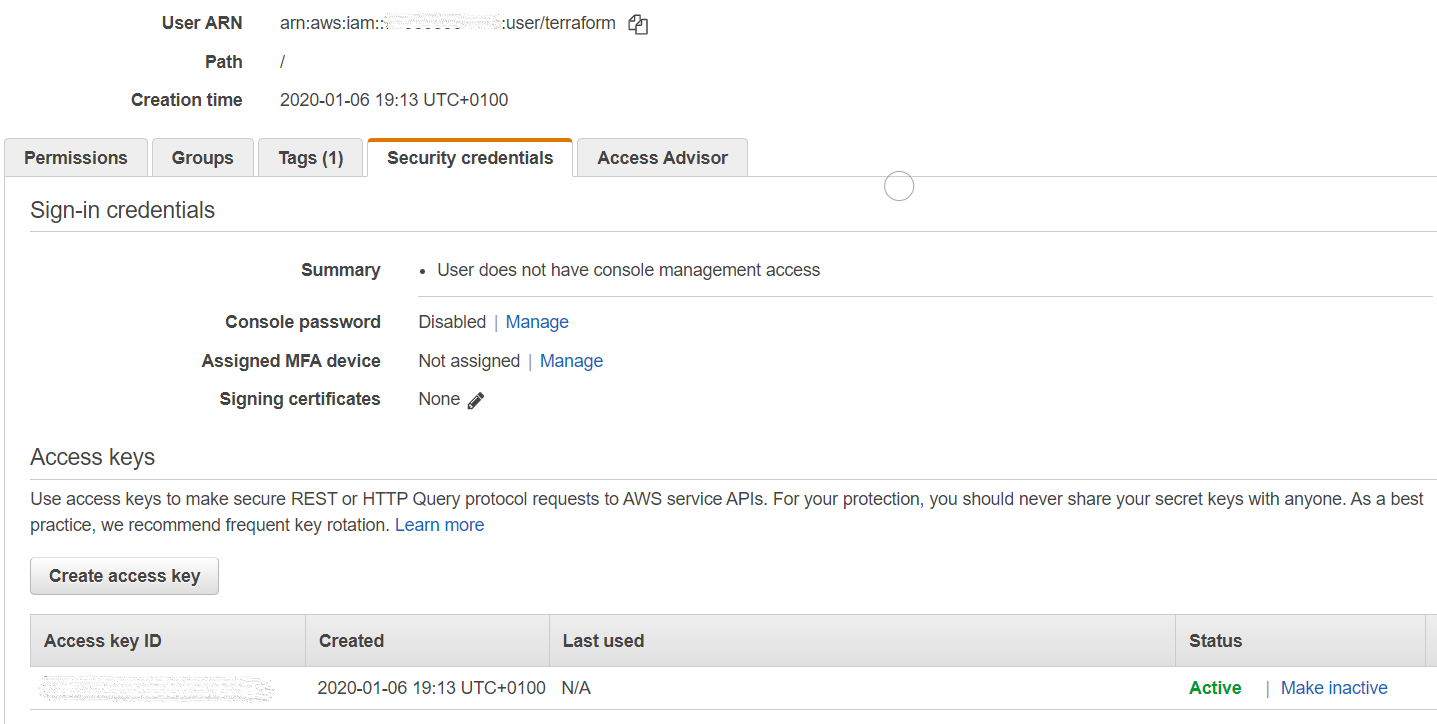 User ARN arn:aws:iam:: :user/terraform
Path /
Creation time 2020-01-06 19:13 UTC+0100
Permissions Groups Tags (1) Security credentials Access Advisor
Sign-in credentials
Summary • User does not have console management access
Console password Disabled | Manage
Assigned MFA device Not assigned | Manage
Signing certificates None
Access keys
Use access keys to make secure REST or HTTP Query protocol requests to AWS service APIs. For your protection, you should never share your secret keys with anyone. As a best
practice, we recommend frequent key rotation. Learn more
Create access key
Access key ID Created Last used Status
2020-01-06 19:13 UTC+0100 N/A Active | Make inactive